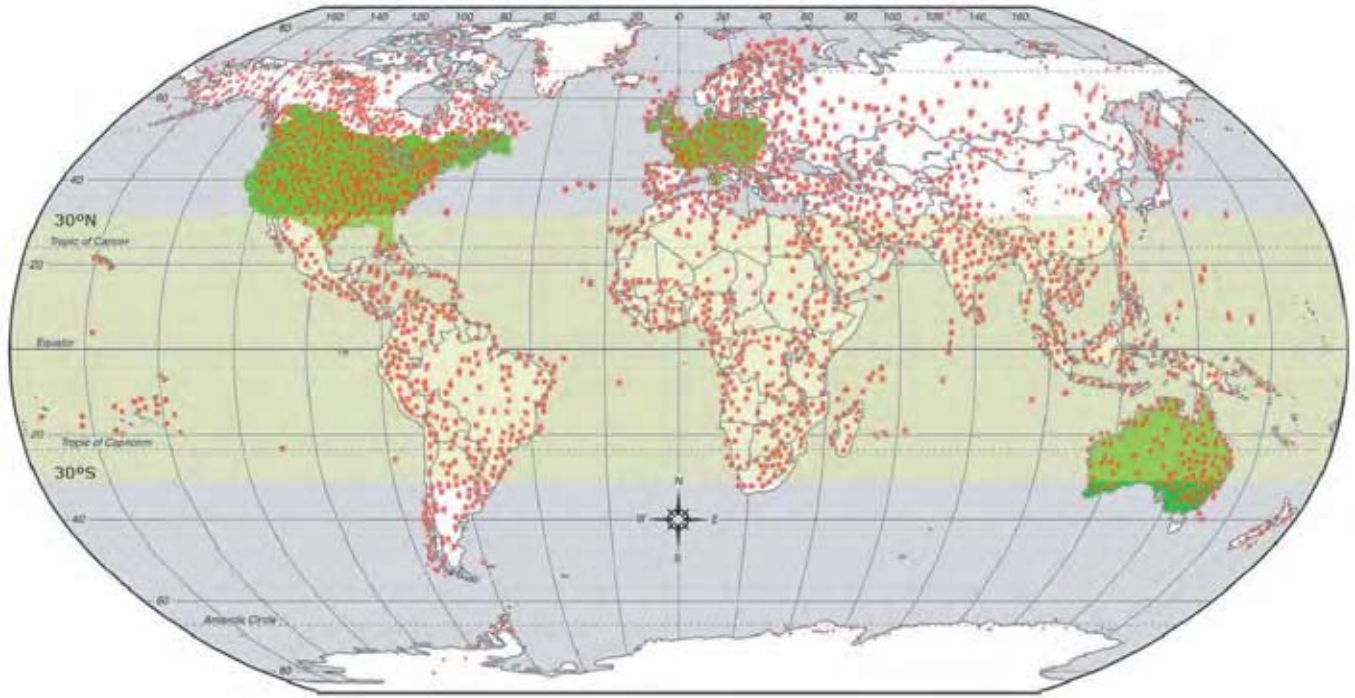 160 140 120 100 80 60 40 20 0 20 40 60 80 100 120 140 160
80
60
40
30ºN
Tropic of Cancer
20
Equator
20
Tropic of Capricorn
30ºS
N
40
W E
S
60
Antarctic Circle
80